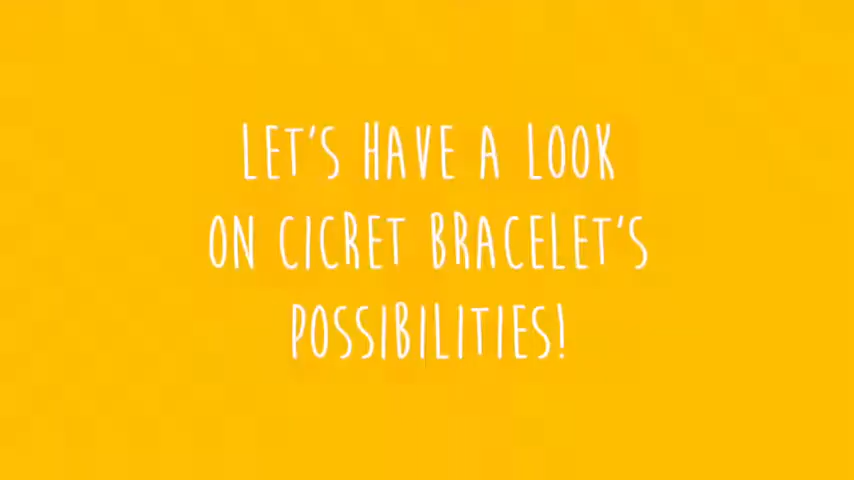 LET'S HAVE A LOOK
ON CICRET BRACELET'S
POSSIBILITIES!